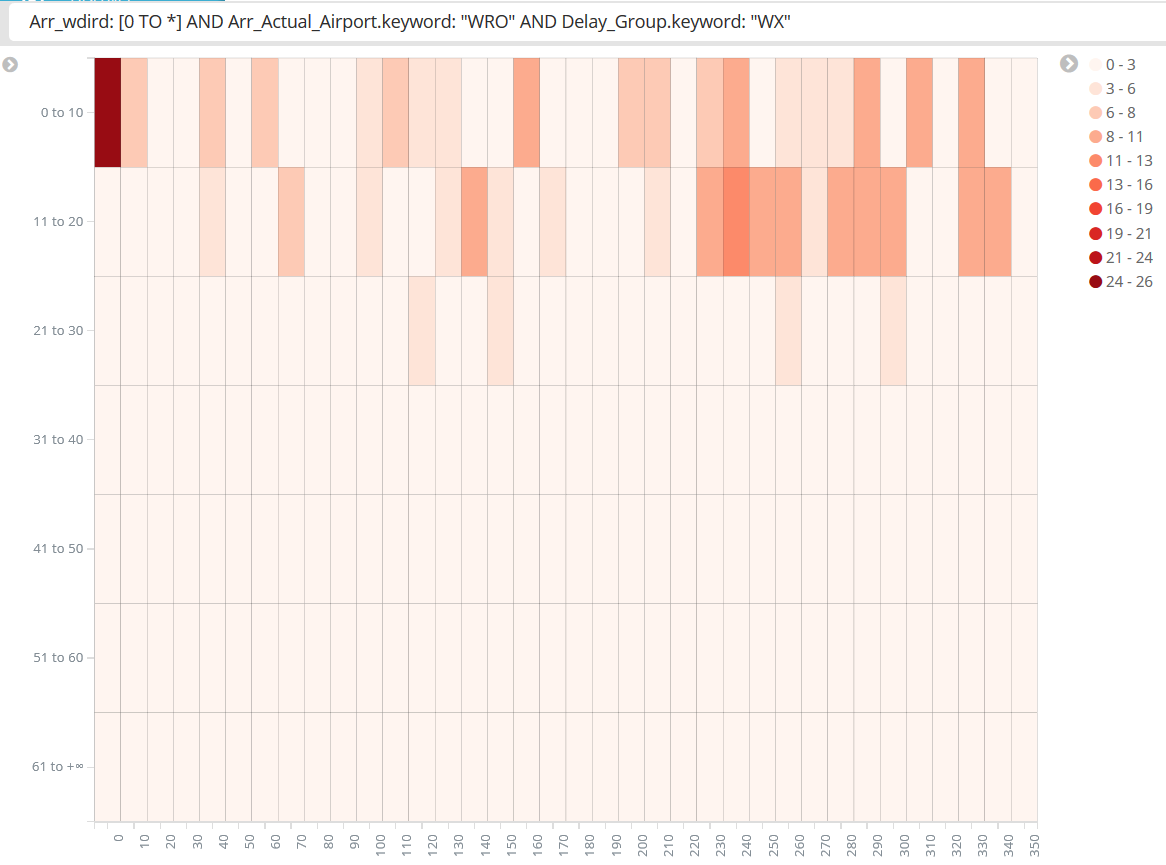 Arr_wdird: [0 TO *] AND Arr_Actual_Airport.keyword: "WRO" AND Delay_Group.keyword: "WX"
0 - 3
3 - 6
6 - 8
8 - 11
11 - 13
13 - 16
16 - 19
19 - 21
21 - 24
24 - 26
0 to 10
11 to 20
21 to 30
31 to 40
41 to 50
51 to 60
61 to +∞
0 10 20 30 40 50 60 70 80 90 100 110 120 130 140 150 160 170 180 190 200 210 220 230 240 250 260 270 280 290 300 310 320 330 340 350